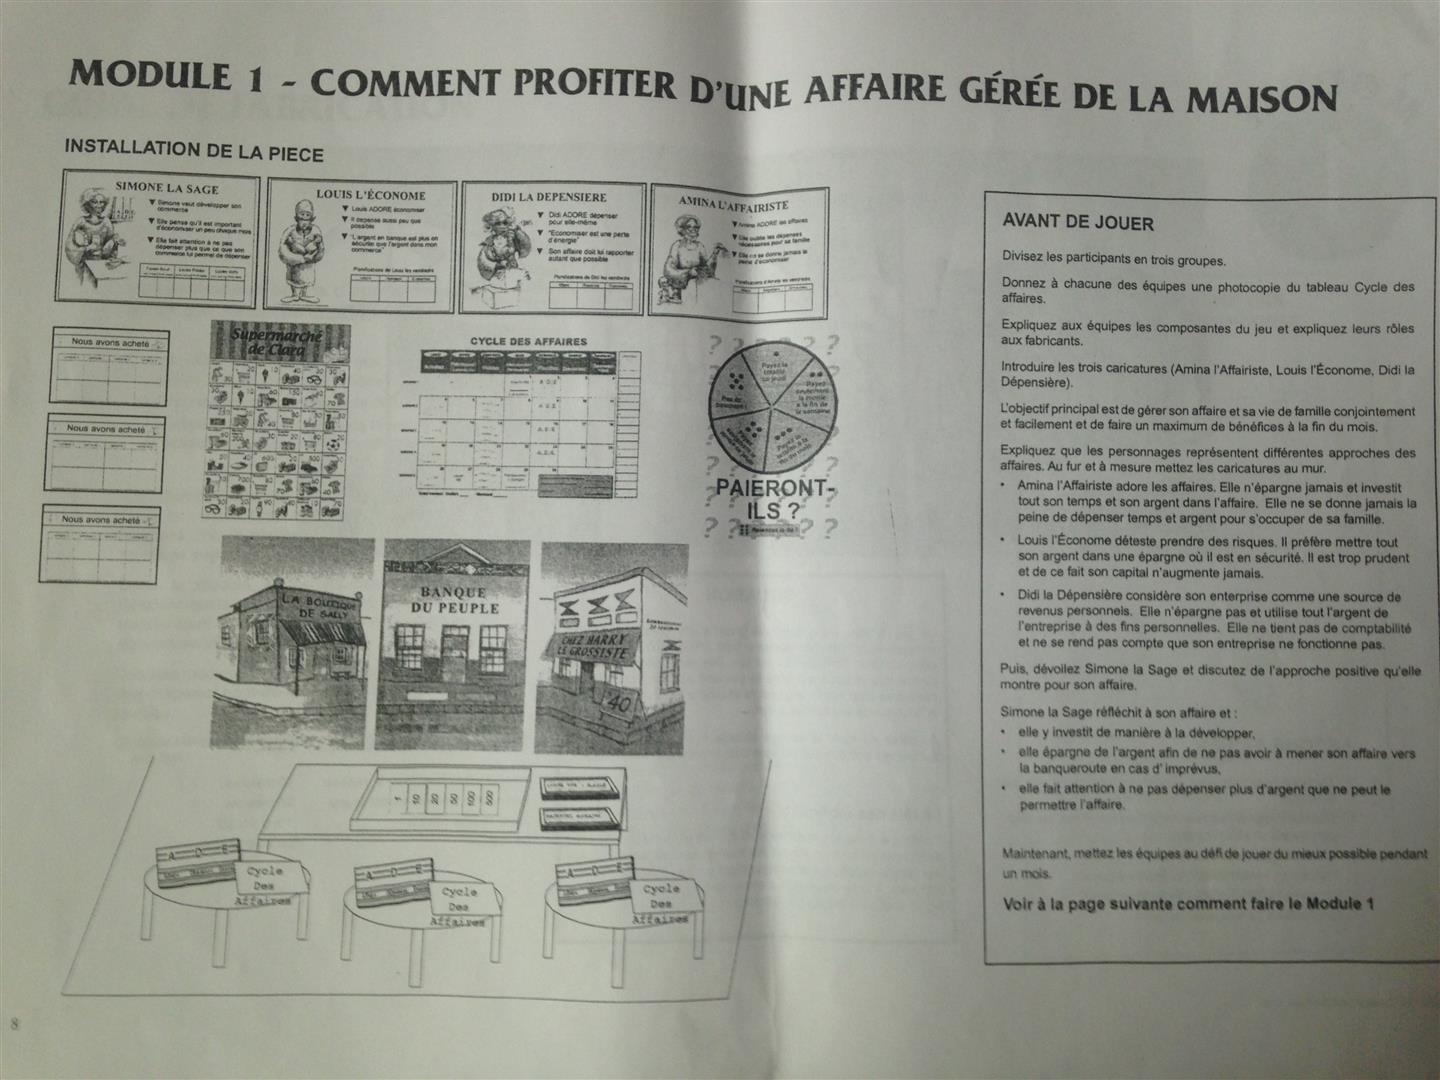 MODULE 1 - COMMENT PROFITER D'UNE AFFAIRE GÉRÉE DE LA MAISON
INSTALLATION DE LA PIECE
SIMONE LA SAGE
Simone veut développer son
commerce
Elle pense qu'il est important
d'économiser un peu chaque mois
Elle fait attention à ne pas
dépenser plus que ce que son
commerce lui permet de dépenser
LOUIS L'ÉCONOME
Louis ADORE économiser
Il dépense aussi peu que
possible
"L'argent en banque est plus en
sécurité que l'argent dans mon
commerce"
DIDI LA DEPENSIERE
Didi ADORE dépenser
pour elle-même
"Economiser est une perte
d'énergie"
Son affaire doit lui rapporter
autant que possible
AMINA L'AFFAIRISTE
Amina ADORE les affaires
Elle oublie les dépenses
nécessaires pour sa famille
Elle ne se donne jamais la
peine d'économiser
Nous avons acheté
Nous avons acheté
Nous avons acheté
Supermarché
de Clara
CYCLE DES AFFAIRES
PAIERONT-
ILS ?
LA BOUTIQUE
DE SALLY
BANQUE
DU PEUPLE
CHEZ HARRY
LE GROSSISTE
40
1
10
20
50
100
500
A D E
Cycle
Des
Affaires
A D E
Cycle
Des
Affaires
A D E
Cycle
Des
Affaires
8
AVANT DE JOUER
Divisez les participants en trois groupes.
Donnez à chacune des équipes une photocopie du tableau Cycle des
affaires.
Expliquez aux équipes les composantes du jeu et expliquez leurs rôles
aux fabricants.
Introduire les trois caricatures (Amina l'Affairiste, Louis l'Économe, Didi la
Dépensière).
L'objectif principal est de gérer son affaire et sa vie de famille conjointement
et facilement et de faire un maximum de bénéfices à la fin du mois.
Expliquez que les personnages représentent différentes approches des
affaires. Au fur et à mesure mettez les caricatures au mur.
• Amina l'Affairiste adore les affaires. Elle n'épargne jamais et investit
tout son temps et son argent dans l'affaire. Elle ne se donne jamais la
peine de dépenser temps et argent pour s'occuper de sa famille.
• Louis l'Économe déteste prendre des risques. Il préfère mettre tout
son argent dans une épargne où il est en sécurité. Il est trop prudent
et de ce fait son capital n'augmente jamais.
• Didi la Dépensière considère son enterprise comme une source de
revenus personnels. Elle n'épargne pas et utilise tout l'argent de
l'entreprise à des fins personnelles. Elle ne tient pas de comptabilité
et ne se rend pas compte que son entreprise ne fonctionne pas.
Puis, dévoilez Simone la Sage et discutez de l'approche positive qu'elle
montre pour son affaire.
Simone la Sage réfléchit à son affaire et :
• elle y investit de manière à la développer,
• elle épargne de l'argent afin de ne pas avoir à mener son affaire vers
la banqueroute en cas d' imprévus,
• elle fait attention à ne pas dépenser plus d'argent que ne peut le
permettre l'affaire.
Maintenant, mettez les équipes au défi de jouer du mieux possible pendant
un mois.
Voir à la page suivante comment faire le Module 1